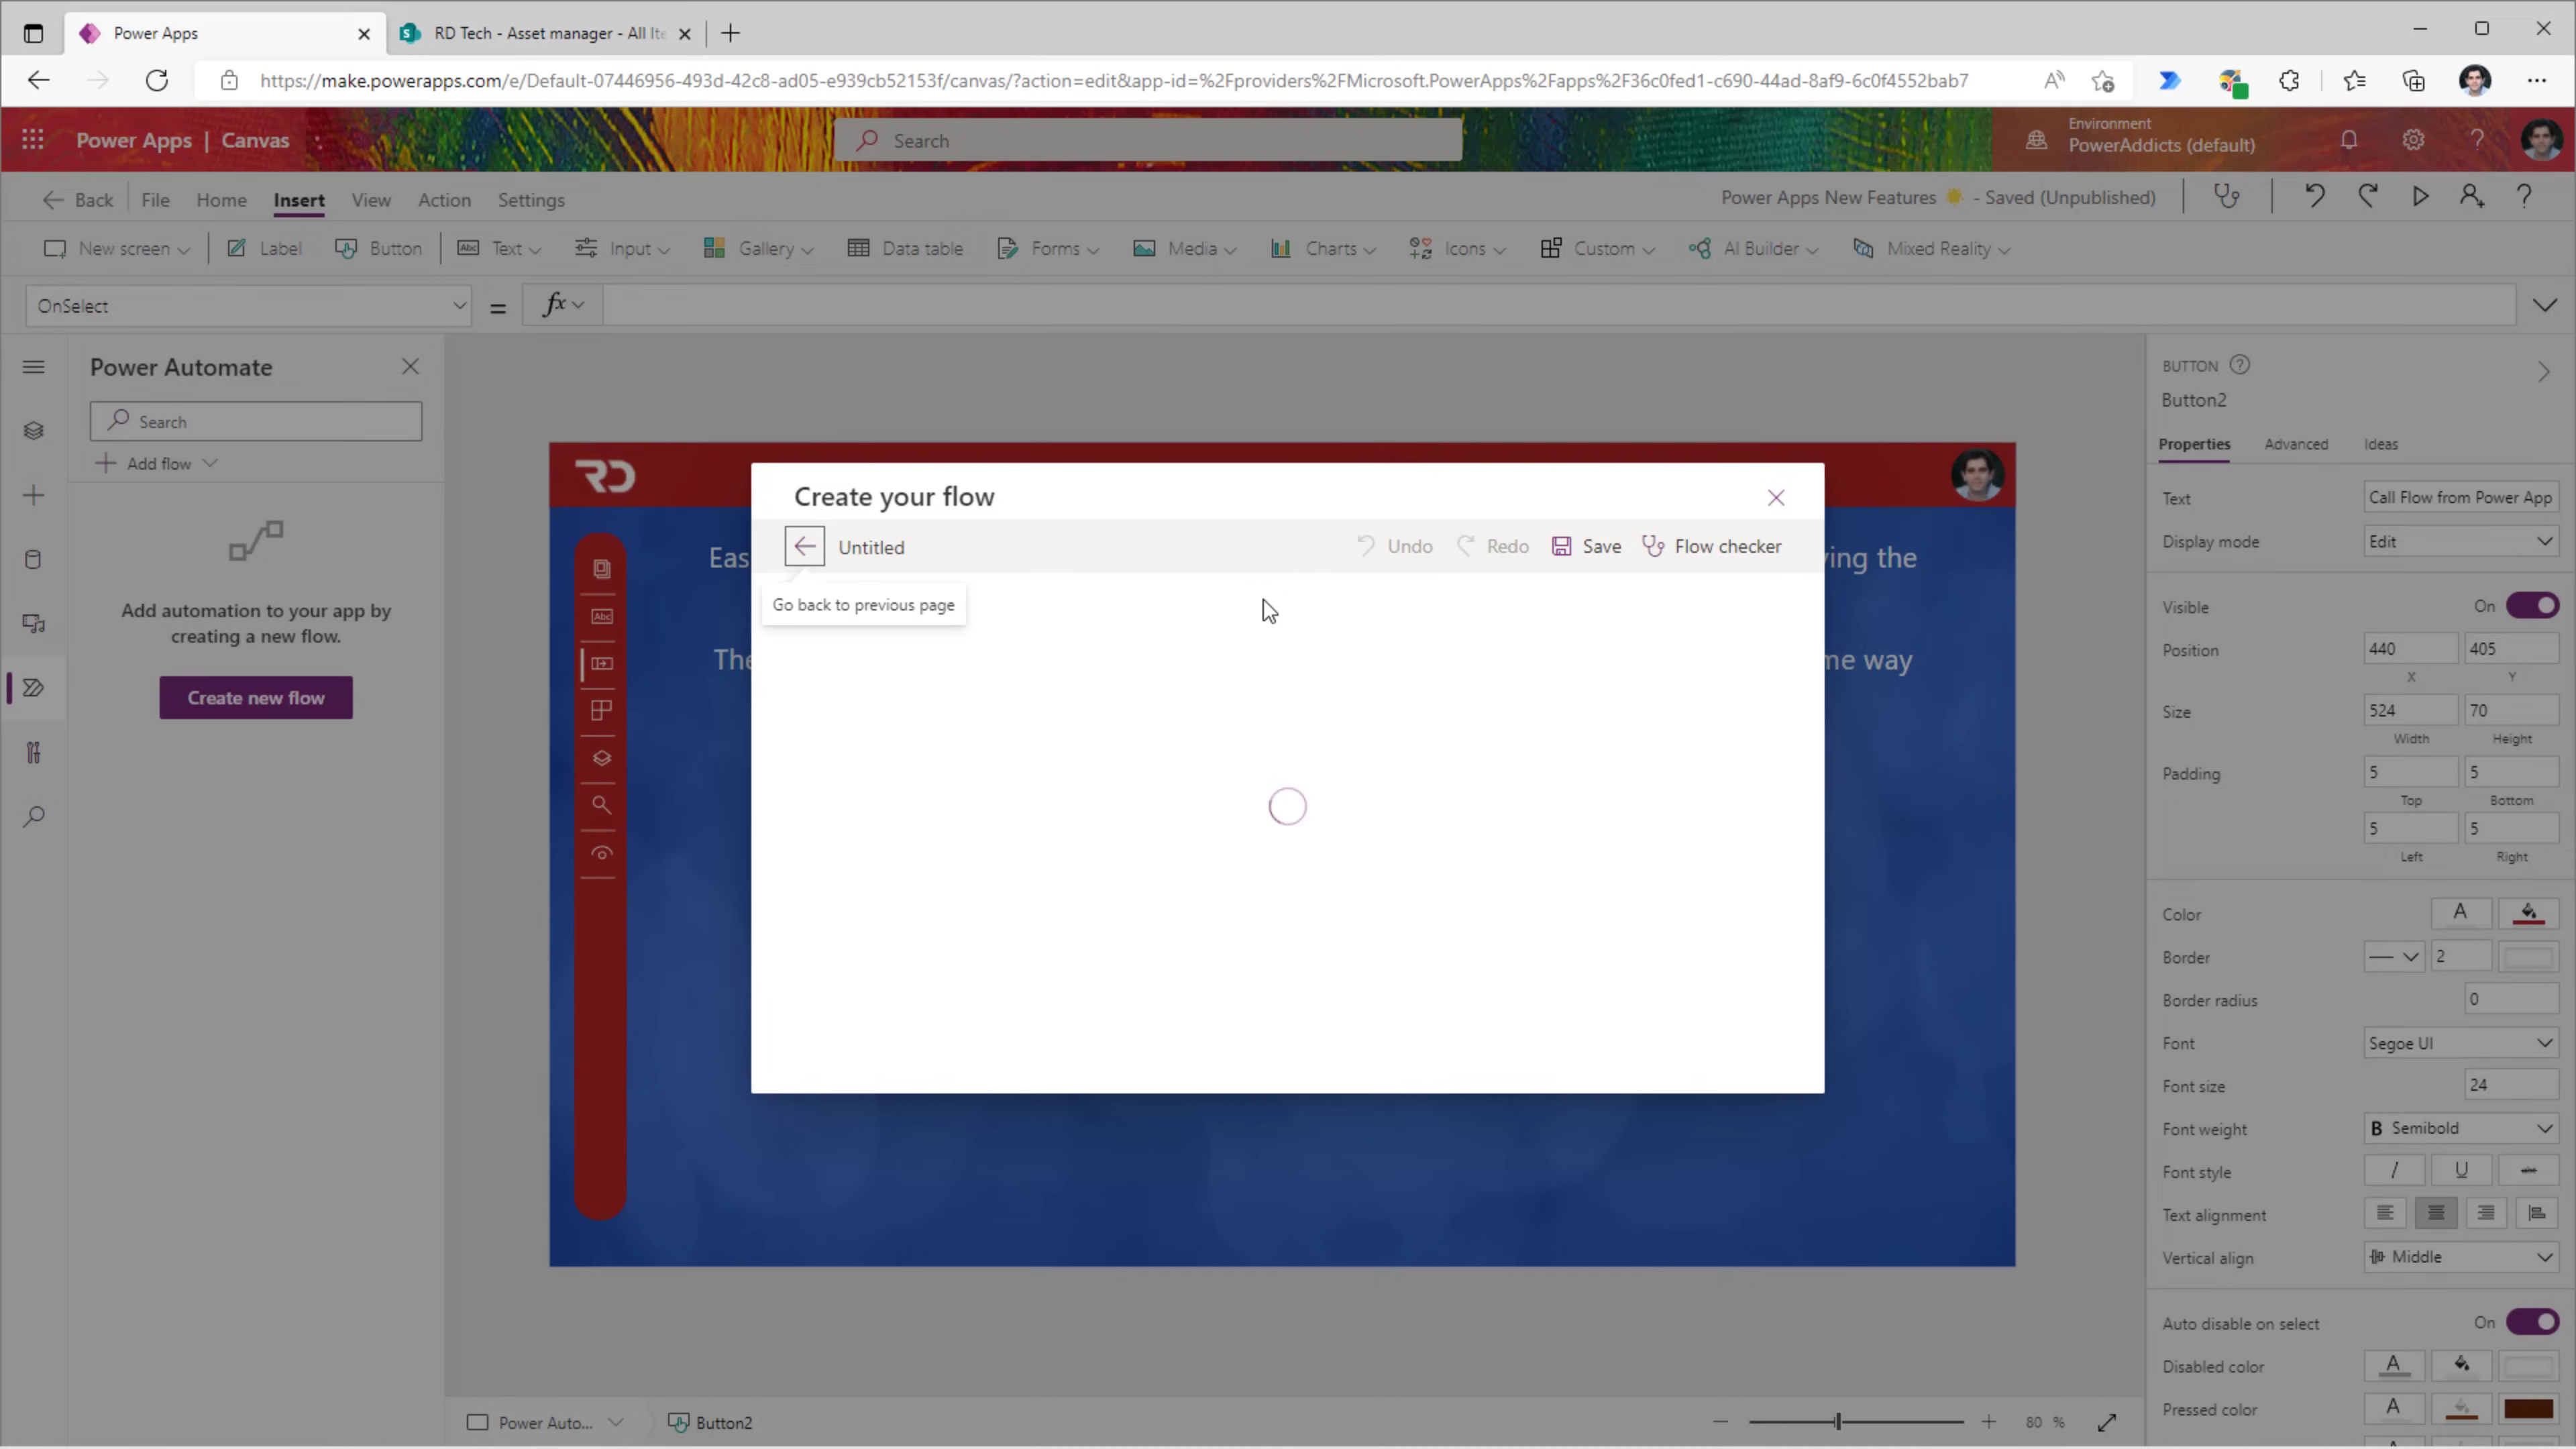 Power Apps
RD Tech - Asset manager - All Ite
https://make.powerapps.com/e/Default-07446956-493d-42c8-ad05-e939cb52153f/canvas/?action=edit&app-id=%2Fproviders%2FMicrosoft.PowerApps%2Fapps%2F36c0fed1-c690-44ad-8af9-6c0f4552bab7
Power Apps | Canvas
Search
Environment
PowerAddicts (default)
Back File Home Insert View Action Settings
Power Apps New Features - Saved (Unpublished)
New screen Label Button Text Input Gallery Data table Forms Media Charts Icons Custom AI Builder Mixed Reality
OnSelect = fx
Power Automate
Search
Add flow
Add automation to your app by
creating a new flow.
Create new flow
RD
Eas
ving the
The
me way
Create your flow
Untitled
Undo Redo Save Flow checker
Go back to previous page
BUTTON
Button2
Properties Advanced Ideas
Text Call Flow from Power App
Display mode Edit
Visible On
Position 440 405
X Y
Size 524 70
Width Height
Padding 5 5
Top Bottom
5 5
Left Right
Color
Border 2
Border radius 0
Font Segoe UI
Font size 24
Font weight B Semibold
Font style / U abc
Text alignment
Vertical align Middle
Auto disable on select On
Disabled color
Pressed color
Power Auto... Button2
80 %